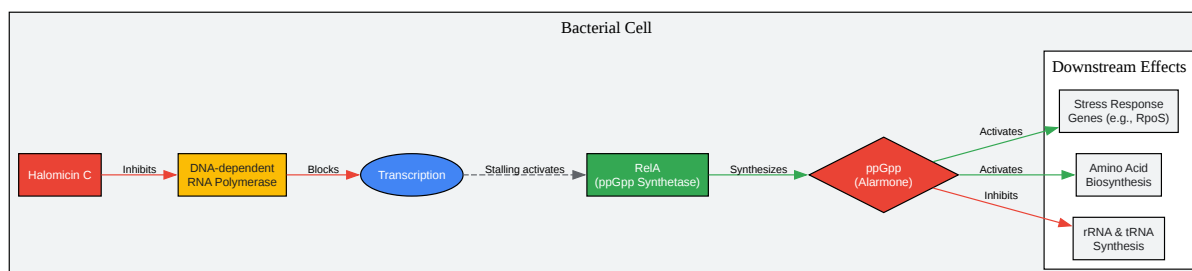 Bacterial Cell
Downstream Effects
Halomicin C
Inhibits
DNA-dependent
RNA Polymerase
Blocks
Transcription
Stalling activates
RelA
(ppGpp Synthetase)
Synthesizes
ppGpp
(Alarmone)
Activates
Stress Response
Genes (e.g., RpoS)
Activates
Amino Acid
Biosynthesis
Inhibits
rRNA & tRNA
Synthesis